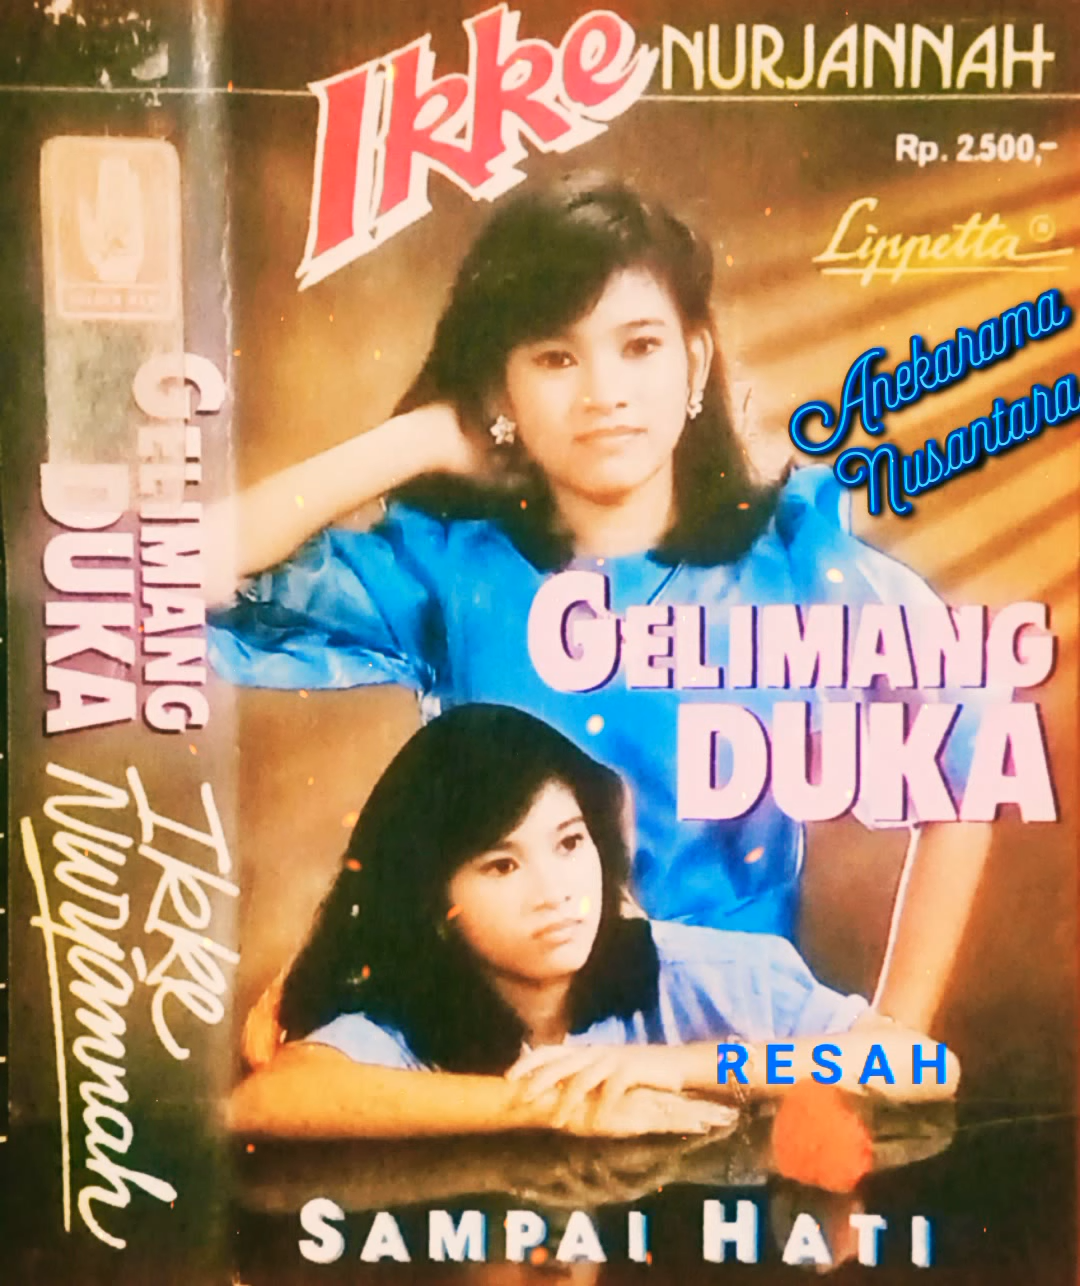 Ikke NURJANNAH
Rp. 2.500,-
Lippetta ®
Anekarama
Nusantara
GELIMANG
DUKA
RESAH
SAMPAI HATI
GELIMANG
DUKA
Ikke
Nurjannah